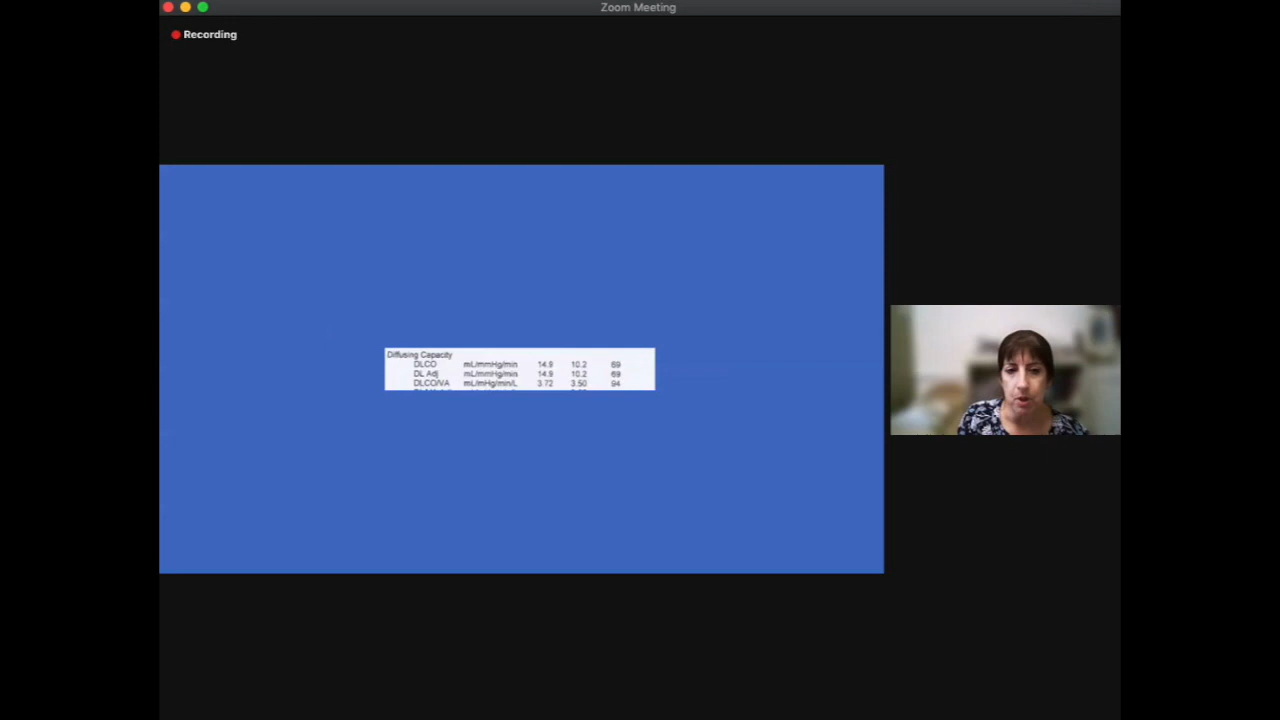 Zoom Meeting
Recording
Diffusing Capacity
DLCO mL/mmHg/min 14.9 10.2 69
DL Adj mL/mmHg/min 14.9 10.2 69
DLCO/VA mL/mHg/min/L 3.72 3.50 94